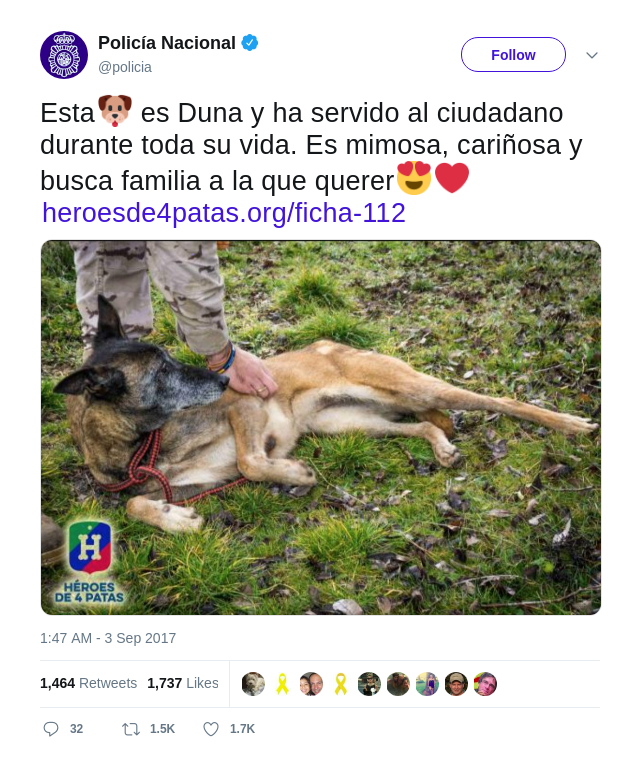 Policía Nacional
@policia
Follow
Esta🐶 es Duna y ha servido al ciudadano
durante toda su vida. Es mimosa, cariñosa y
busca familia a la que querer😍❤️
heroesde4patas.org/ficha-112
H
HÉROES
DE 4 PATAS
1:47 AM - 3 Sep 2017
1,464 Retweets 1,737 Likes
32 1.5K 1.7K